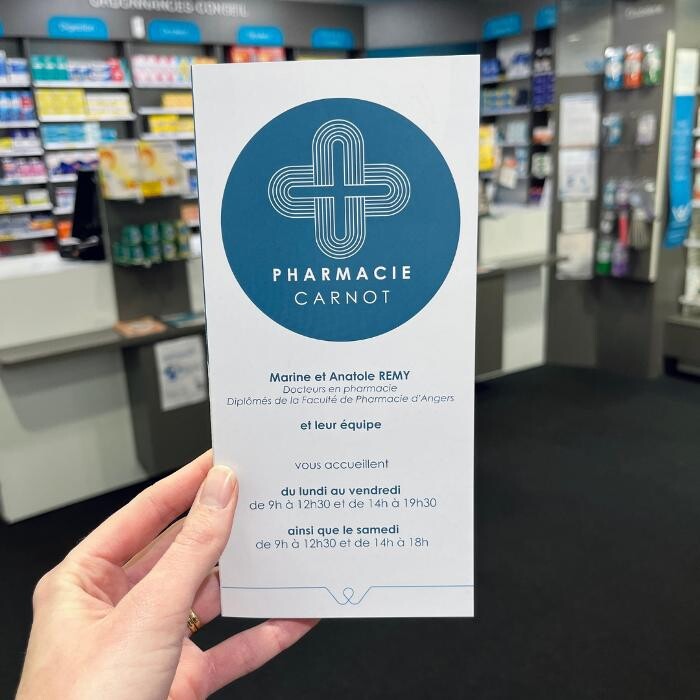 ORDONNANCES CONSEIL
PHARMACIE
CARNOT
Marine et Anatole REMY
Docteurs en pharmacie
Diplômés de la Faculté de Pharmacie d'Angers
et leur équipe
vous accueillent
du lundi au vendredi
de 9h à 12h30 et de 14h à 19h30
ainsi que le samedi
de 9h à 12h30 et de 14h à 18h